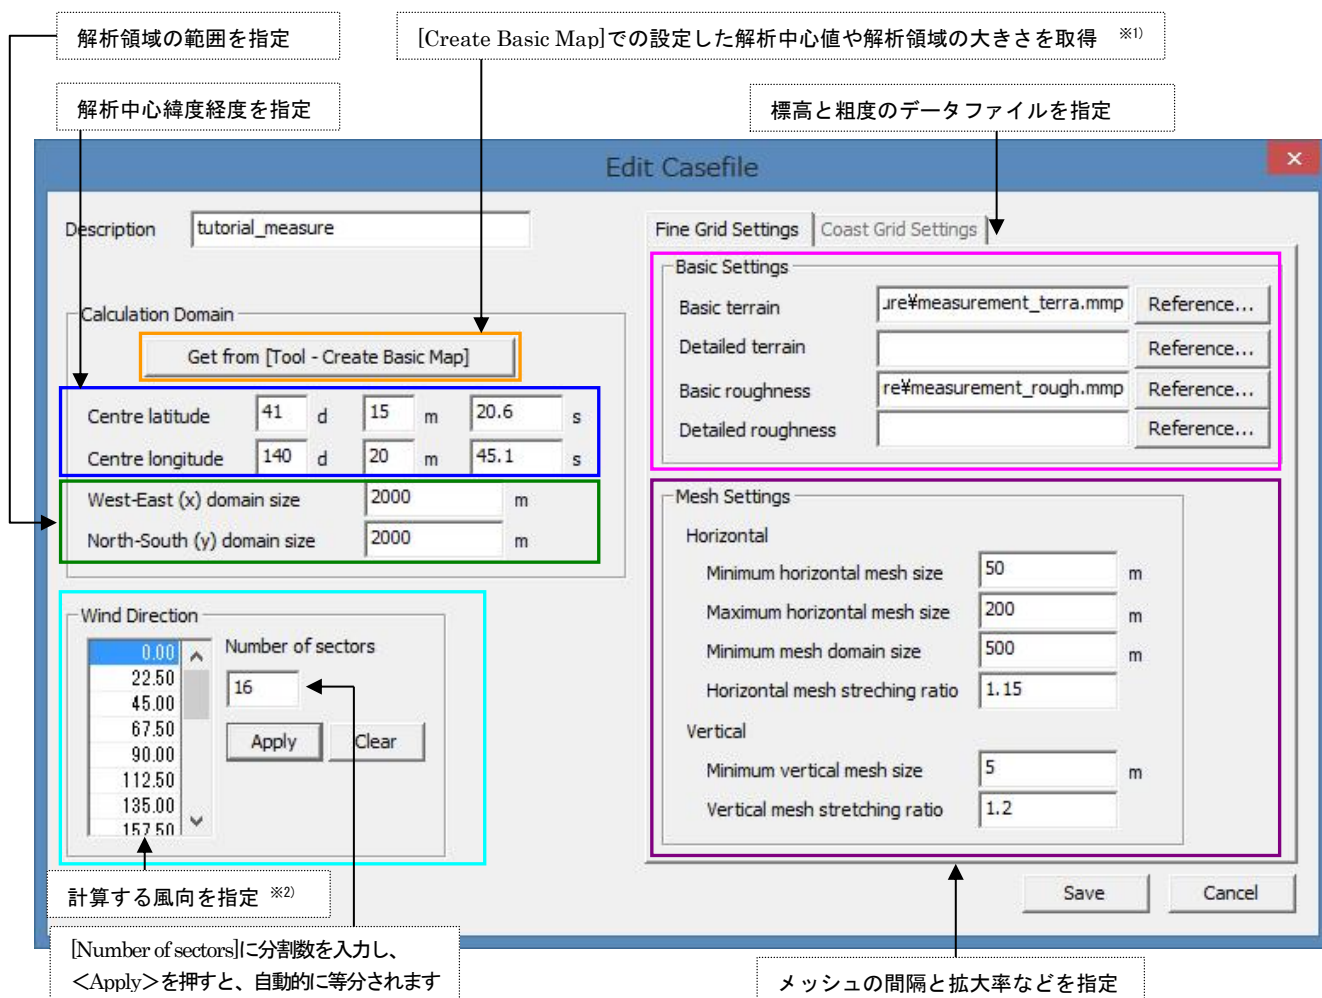 解析領域の範囲を指定
[Create Basic Map]での設定した解析中心値や解析領域の大きさを取得 ※1)
解析中心緯度経度を指定
標高と粗度のデータファイルを指定
Edit Casefile
Description tutorial_measure
Calculation Domain
Get from [Tool - Create Basic Map]
Centre latitude 41 d 15 m 20.6 s
Centre longitude 140 d 20 m 45.1 s
West-East (x) domain size 2000 m
North-South (y) domain size 2000 m
Wind Direction
0.00
22.50
45.00
67.50
90.00
112.50
135.00
157.50
Number of sectors
16
Apply Clear
Fine Grid Settings Coast Grid Settings
Basic Settings
Basic terrain ure¥measurement_terra.mmp Reference...
Detailed terrain Reference...
Basic roughness re¥measurement_rough.mmp Reference...
Detailed roughness Reference...
Mesh Settings
Horizontal
Minimum horizontal mesh size 50 m
Maximum horizontal mesh size 200 m
Minimum mesh domain size 500 m
Horizontal mesh streching ratio 1.15
Vertical
Minimum vertical mesh size 5 m
Vertical mesh stretching ratio 1.2
Save Cancel
計算する風向を指定 ※2)
[Number of sectors]に分割数を入力し、
＜Apply＞を押すと、自動的に等分されます
メッシュの間隔と拡大率などを指定